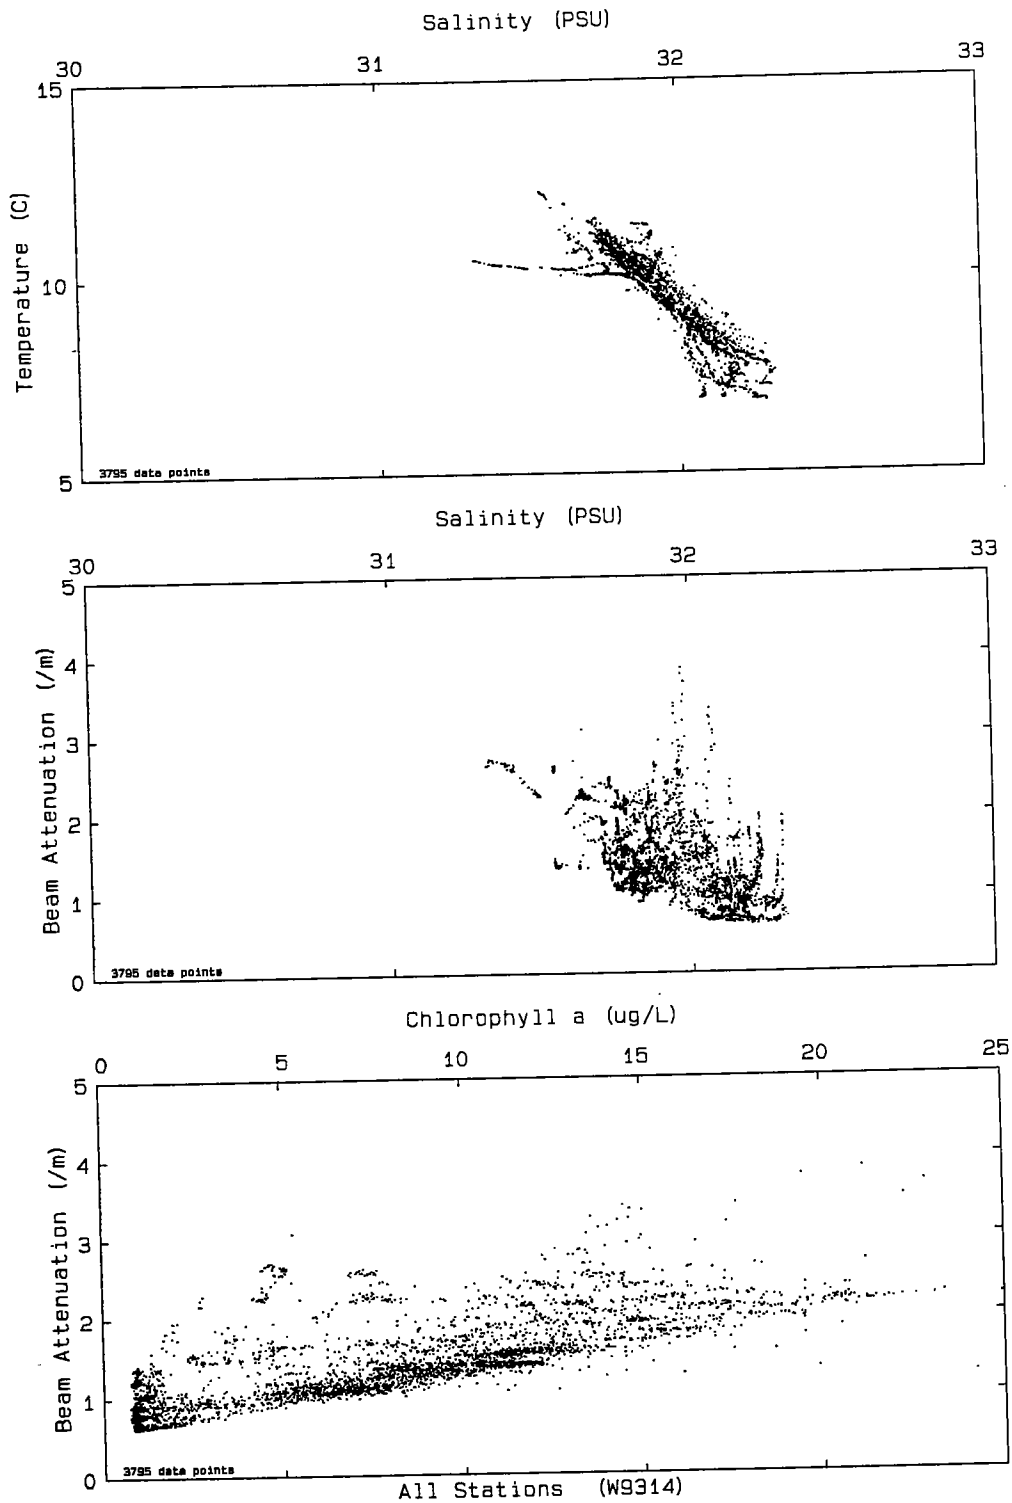 Salinity (PSU)
30 31 32 33
15
10
5
Temperature (C)
3795 data points
Salinity (PSU)
30 31 32 33
5
4
3
2
1
0
Beam Attenuation (/m)
3795 data points
Chlorophyll a (ug/L)
0 5 10 15 20 25
5
4
3
2
1
0
Beam Attenuation (/m)
3795 data points
All Stations (W9314)